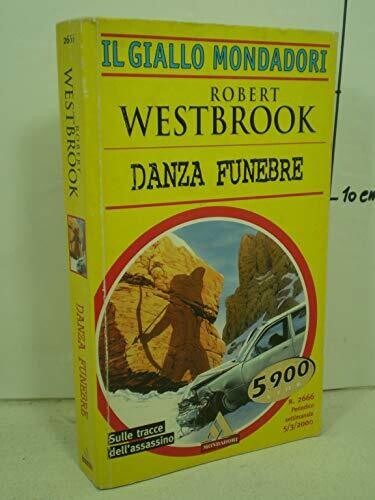 IL GIALLO MONDADORI
ROBERT
WESTBROOK
DANZA FUNEBRE
5900
N. 2666
Periodico
settimanale
5/3/2000
Sulle tracce
dell'assassino
MONDADORI
ROBERT
WESTBROOK
DANZA FUNEBRE
10 cm